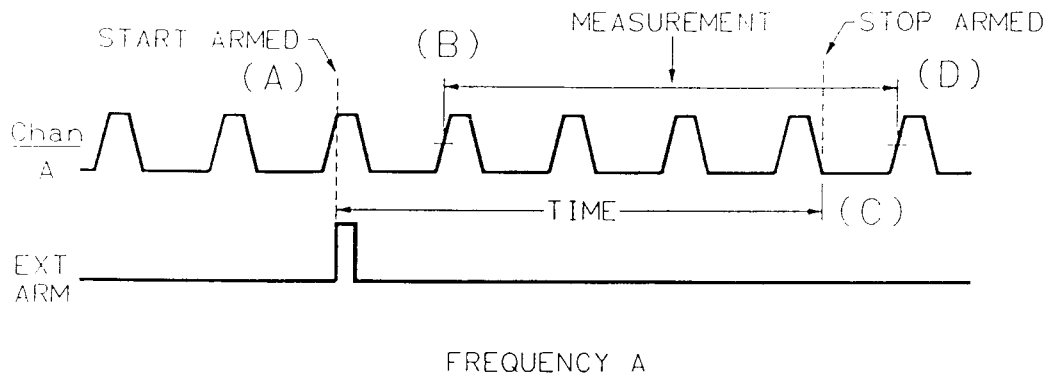 MEASUREMENT
STOP ARMED
START ARMED
(A)
(B)
(D)
Chan
A
TIME
(C)
EXT
ARM
FREQUENCY A